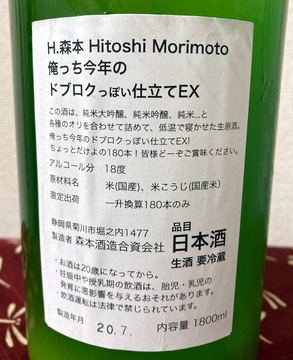 H.森本 Hitoshi Morimoto
俺っち今年の
ドブロクっぽい仕立てEX
この酒は、純米大吟醸、純米吟醸、純米...と
各種のオリを合わせて詰めて、低温で寝かせた生原酒。
俺っち今年のドブロクっぽい仕立てEX!
ちょっとだけよの180本!皆様どーぞご賞味ください。
アルコール分 18度
原材料名 米(国産)、米こうじ(国産米)
限定出荷 一升換算180本のみ
静岡県菊川市堀之内1477
製造者 森本酒造合資会社
品目
日本酒
生酒 要冷蔵
・お酒は20歳になってから。
・妊娠中や授乳期の飲酒は、胎児・乳児の
発育に悪影響を与えるおそれがあります。
・飲酒運転は法律で禁じられています。
製造年月 20.7. 内容量 1800ml